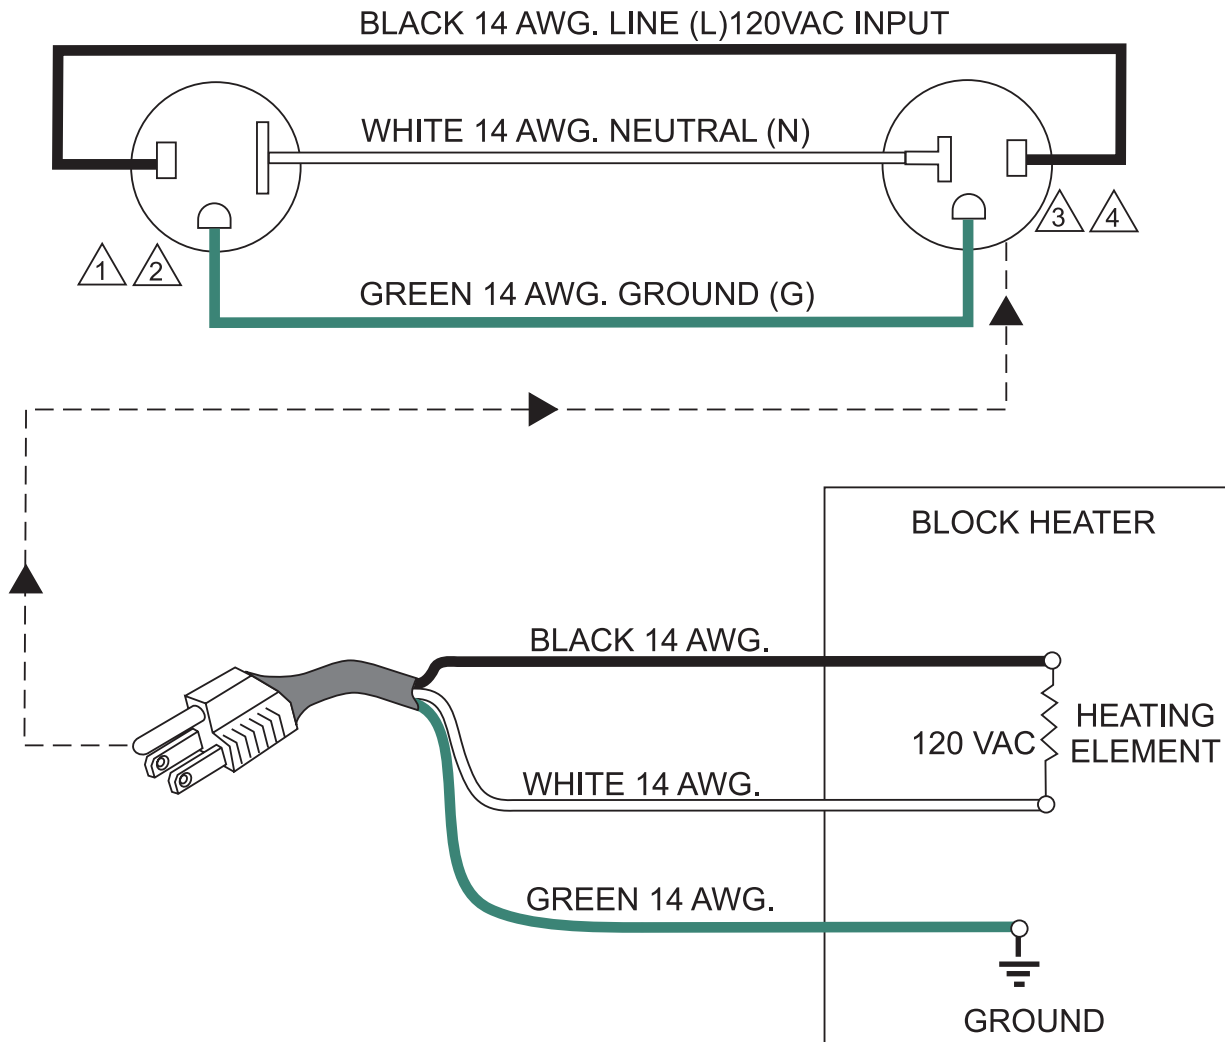 BLACK 14 AWG. LINE (L)120VAC INPUT
WHITE 14 AWG. NEUTRAL (N)
3 4
1 2
GREEN 14 AWG. GROUND (G)
BLOCK HEATER
BLACK 14 AWG.
HEATING
ELEMENT
120 VAC
WHITE 14 AWG.
GREEN 14 AWG.
GROUND